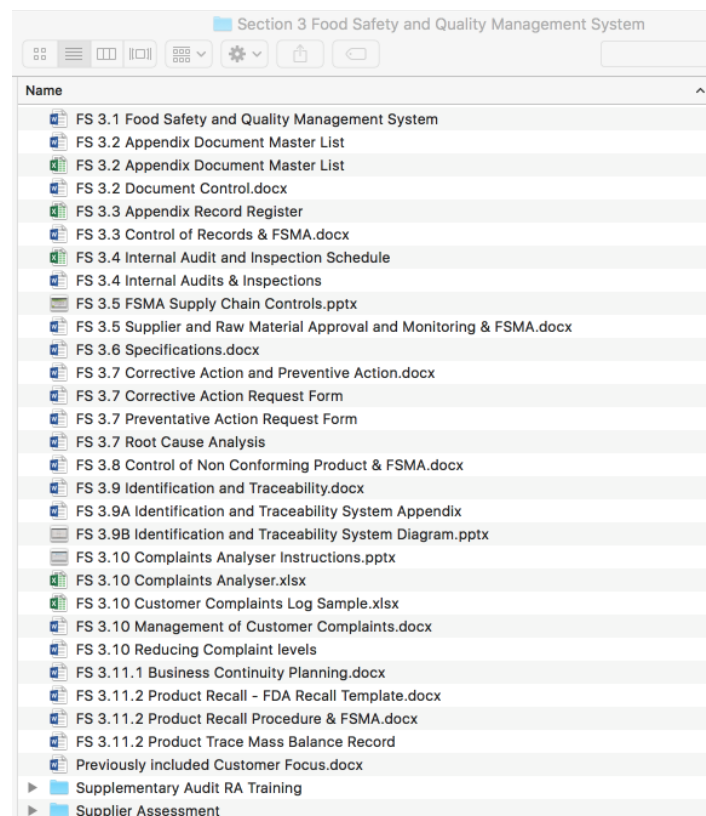 Section 3 Food Safety and Quality Management System
Name
FS 3.1 Food Safety and Quality Management System
FS 3.2 Appendix Document Master List
FS 3.2 Appendix Document Master List
FS 3.2 Document Control.docx
FS 3.3 Appendix Record Register
FS 3.3 Control of Records & FSMA.docx
FS 3.4 Internal Audit and Inspection Schedule
FS 3.4 Internal Audits & Inspections
FS 3.5 FSMA Supply Chain Controls.pptx
FS 3.5 Supplier and Raw Material Approval and Monitoring & FSMA.docx
FS 3.6 Specifications.docx
FS 3.7 Corrective Action and Preventive Action.docx
FS 3.7 Corrective Action Request Form
FS 3.7 Preventative Action Request Form
FS 3.7 Root Cause Analysis
FS 3.8 Control of Non Conforming Product & FSMA.docx
FS 3.9 Identification and Traceability.docx
FS 3.9A Identification and Traceability System Appendix
FS 3.9B Identification and Traceability System Diagram.pptx
FS 3.10 Complaints Analyser Instructions.pptx
FS 3.10 Complaints Analyser.xlsx
FS 3.10 Customer Complaints Log Sample.xlsx
FS 3.10 Management of Customer Complaints.docx
FS 3.10 Reducing Complaint levels
FS 3.11.1 Business Continuity Planning.docx
FS 3.11.2 Product Recall - FDA Recall Template.docx
FS 3.11.2 Product Recall Procedure & FSMA.docx
FS 3.11.2 Product Trace Mass Balance Record
Previously included Customer Focus.docx
Supplementary Audit RA Training
Supplier Assessment